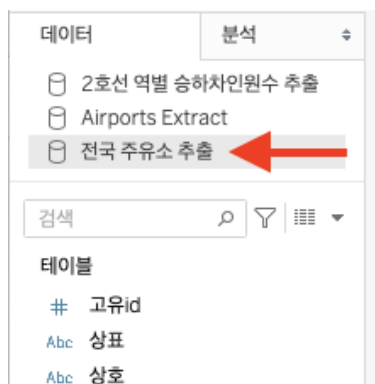 데이터 분석
2호선 역별 승하차인원수 추출
Airports Extract
전국 주유소 추출
검색
테이블
# 고유id
Abc 상표
Abc 상호